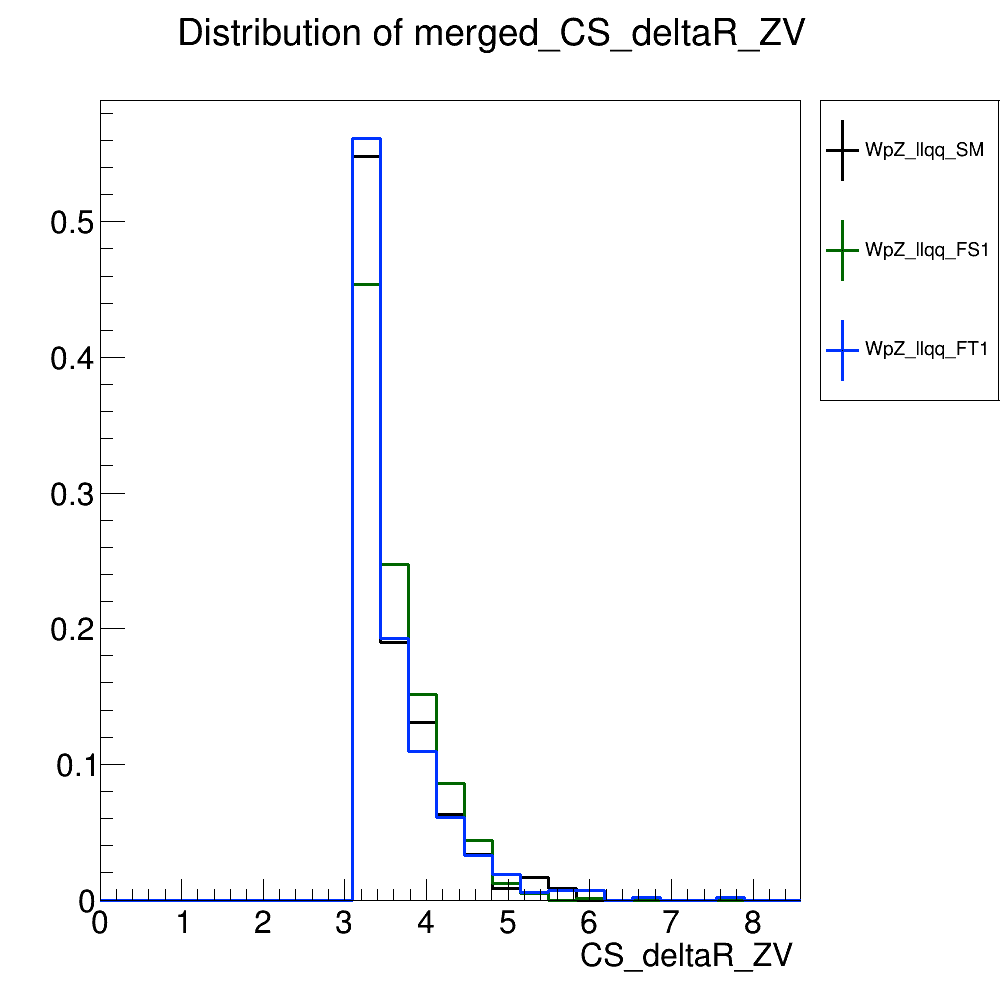 Distribution of merged_CS_deltaR_ZV
WpZ_llqq_SM
WpZ_llqq_FS1
WpZ_llqq_FT1
0.5
0.4
0.3
0.2
0.1
0
0 1 2 3 4 5 6 7 8
CS_deltaR_ZV